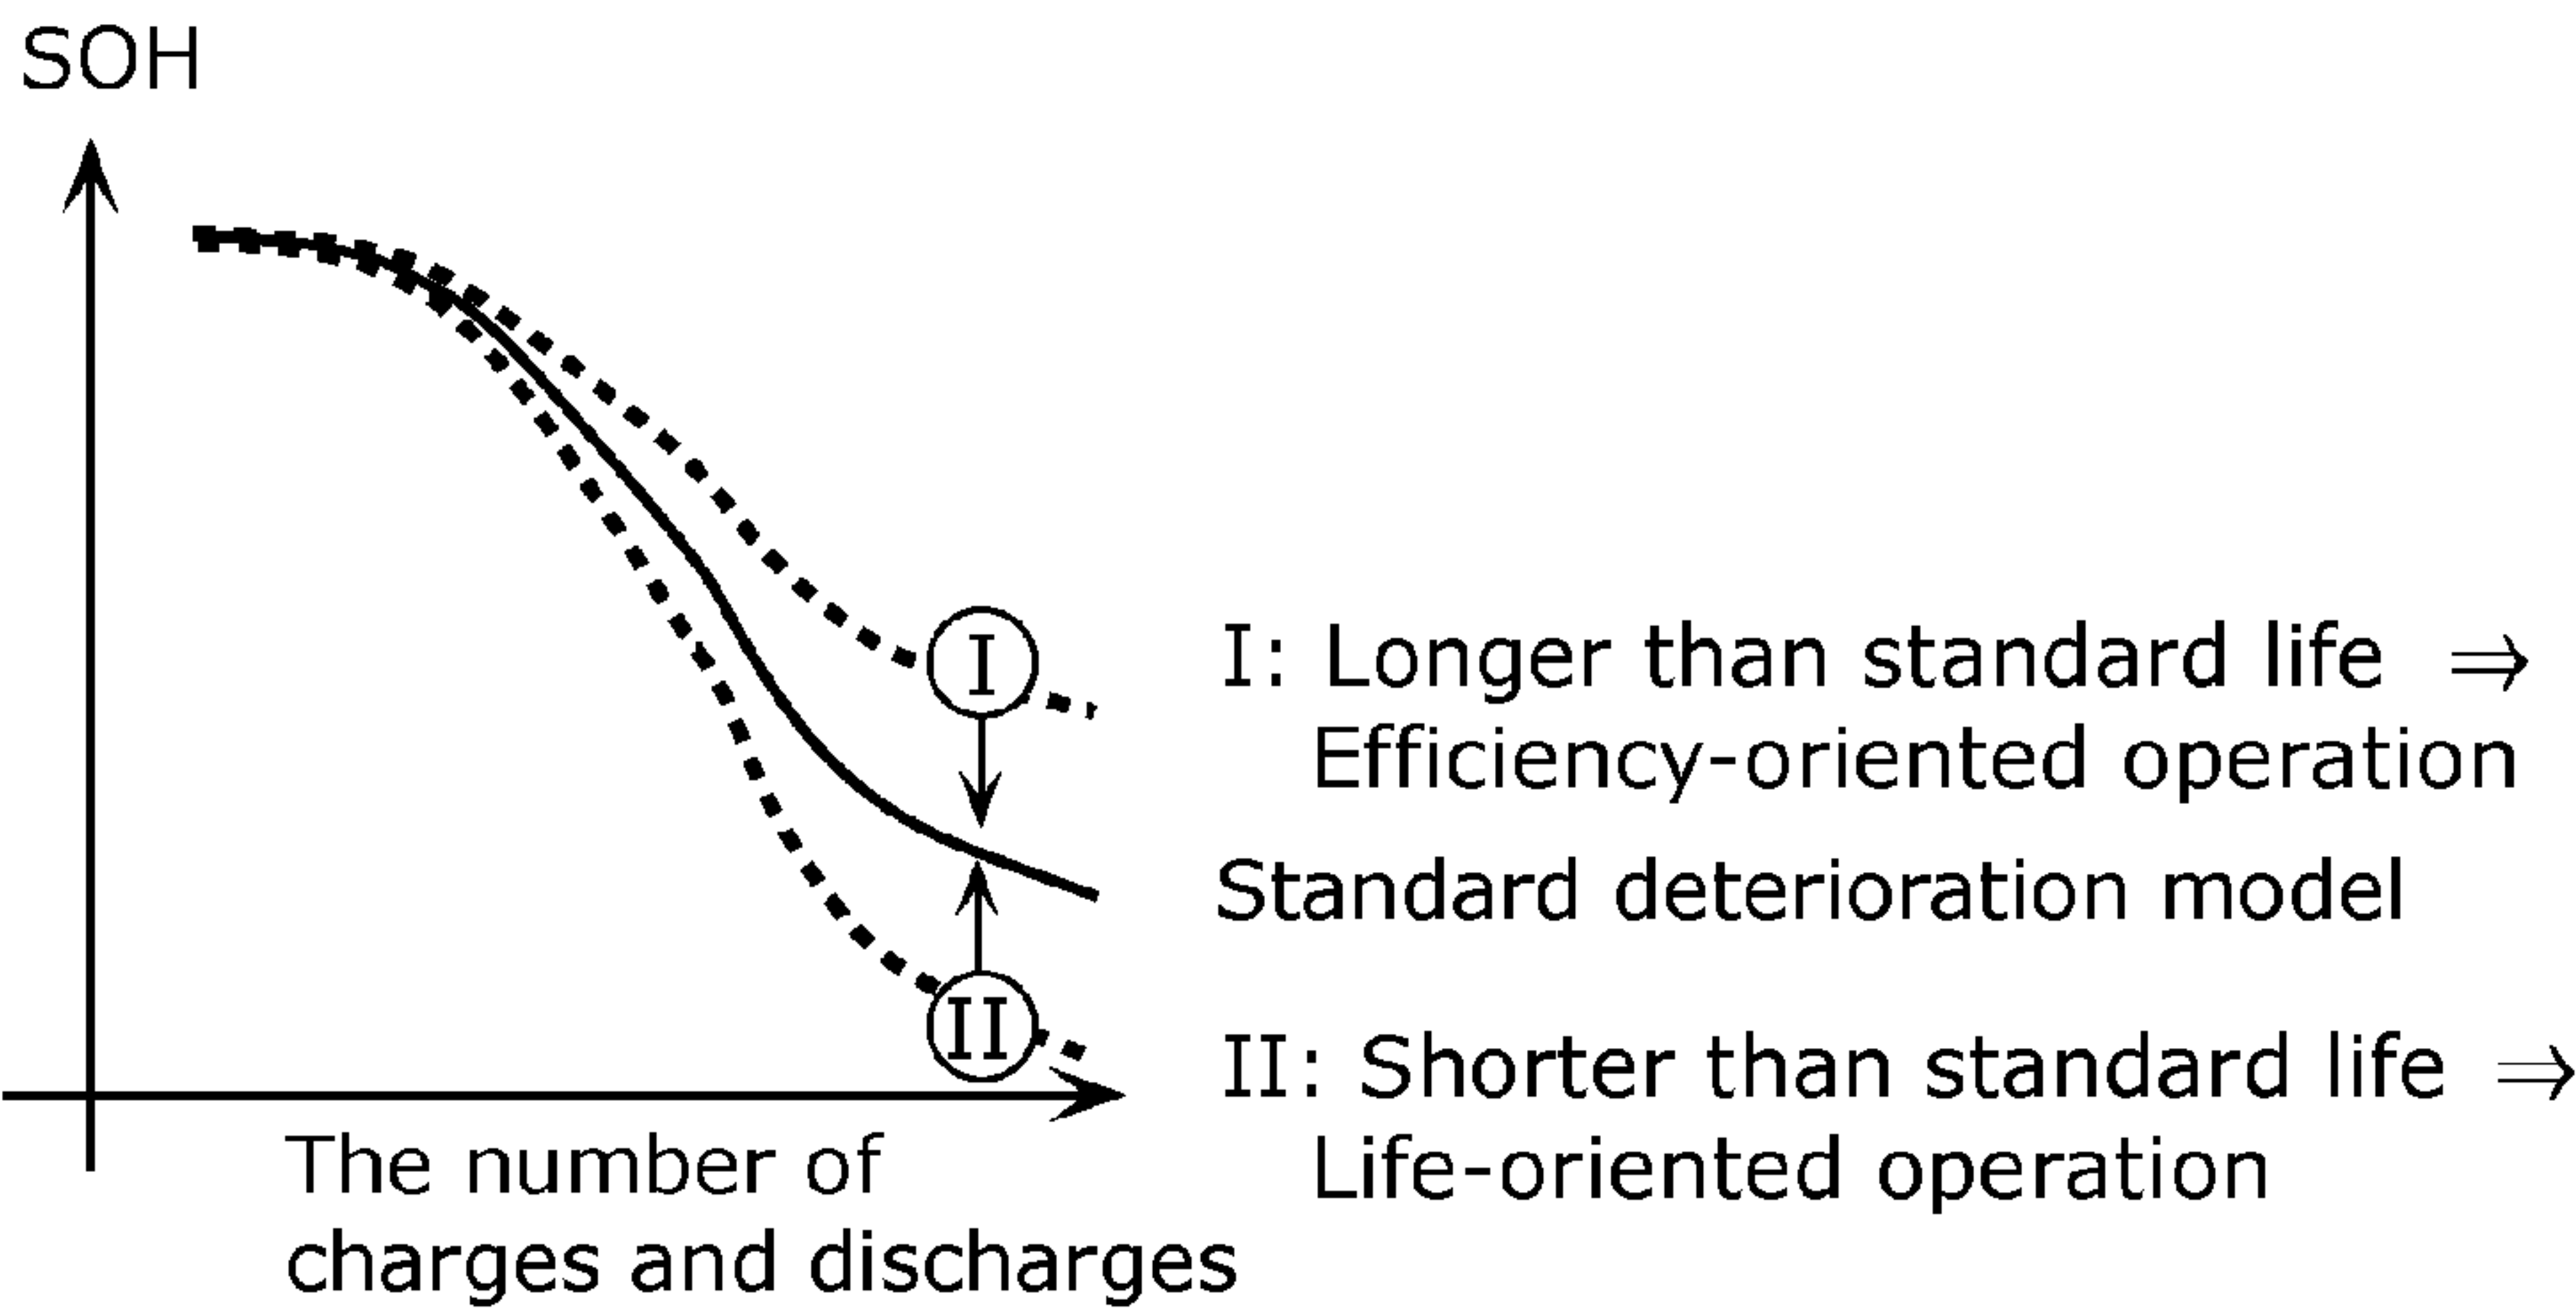 SOH
I
I: Longer than standard life ⇒
Efficiency-oriented operation
Standard deterioration model
II
II: Shorter than standard life ⇒
Life-oriented operation
The number of
charges and discharges